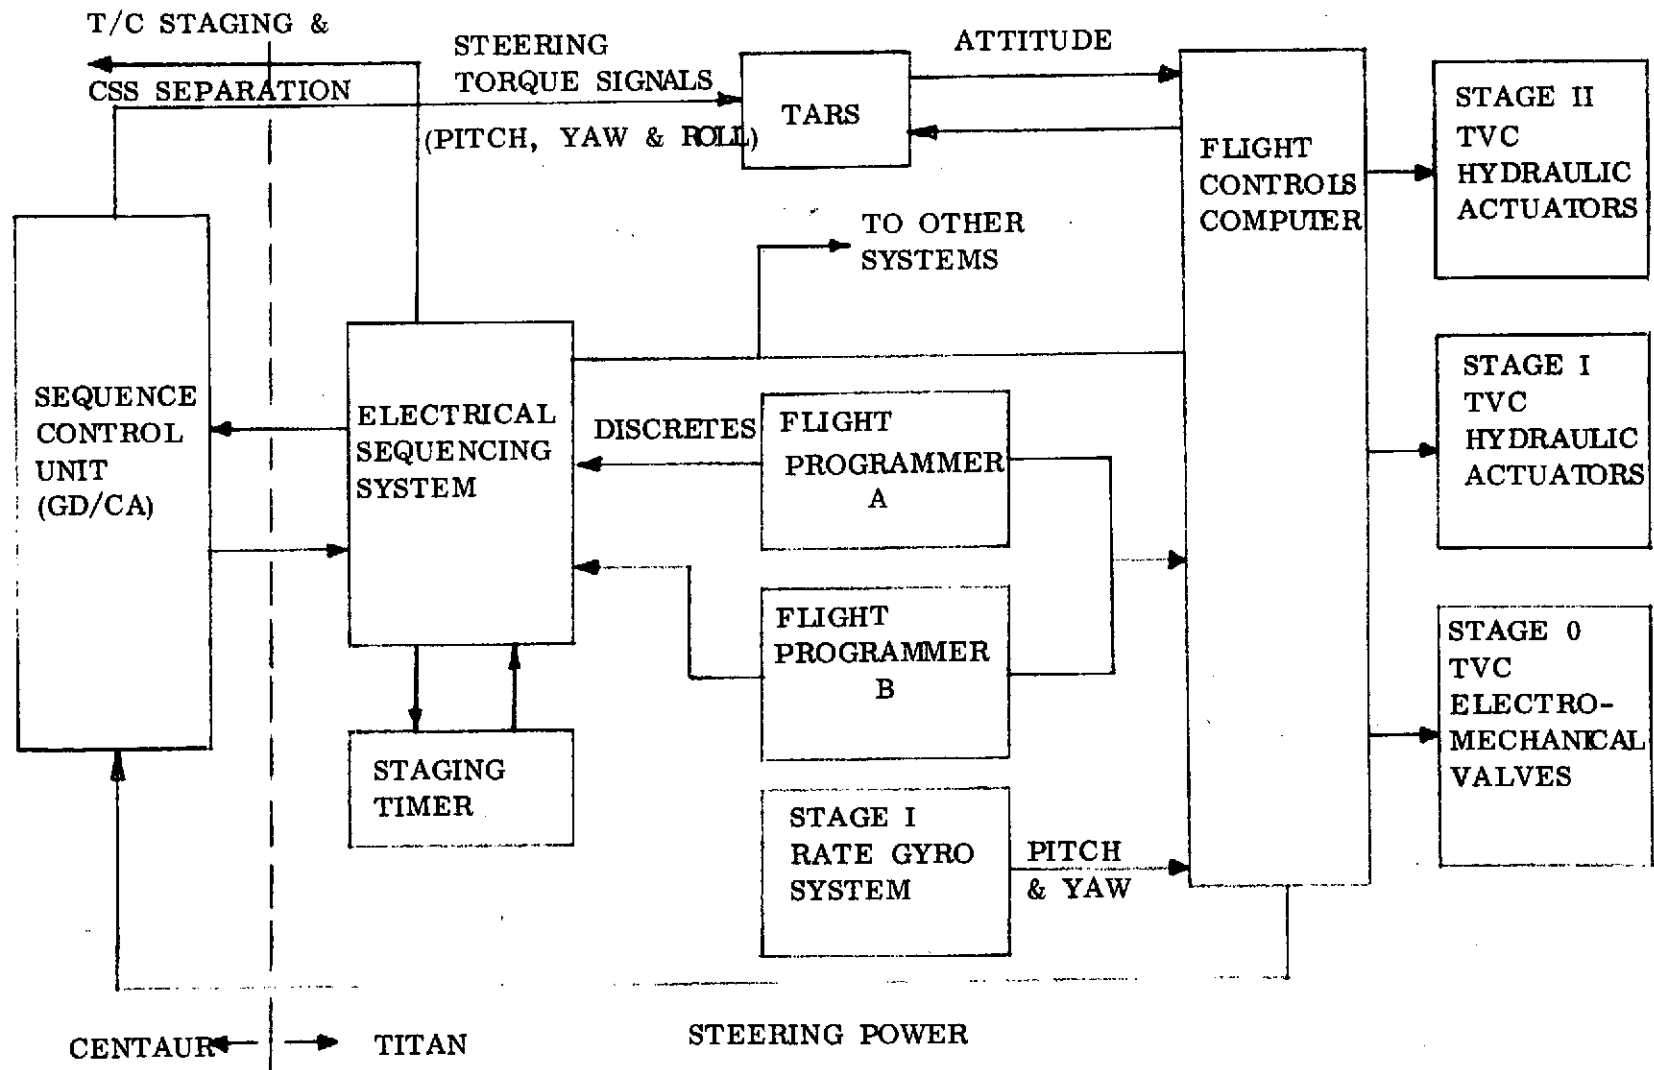 T/C STAGING &
CSS SEPARATION
STEERING
TORQUE SIGNALS
(PITCH, YAW & ROLL)
TARS
ATTITUDE
FLIGHT
CONTROLS
COMPUTER
STAGE II
TVC
HYDRAULIC
ACTUATORS
TO OTHER
SYSTEMS
SEQUENCE
CONTROL
UNIT
(GD/CA)
ELECTRICAL
SEQUENCING
SYSTEM
DISCRETES
FLIGHT
PROGRAMMER
A
STAGE I
TVC
HYDRAULIC
ACTUATORS
FLIGHT
PROGRAMMER
B
STAGE 0
TVC
ELECTRO-
MECHANICAL
VALVES
STAGING
TIMER
STAGE I
RATE GYRO
SYSTEM
PITCH
& YAW
CENTAUR
TITAN
STEERING POWER